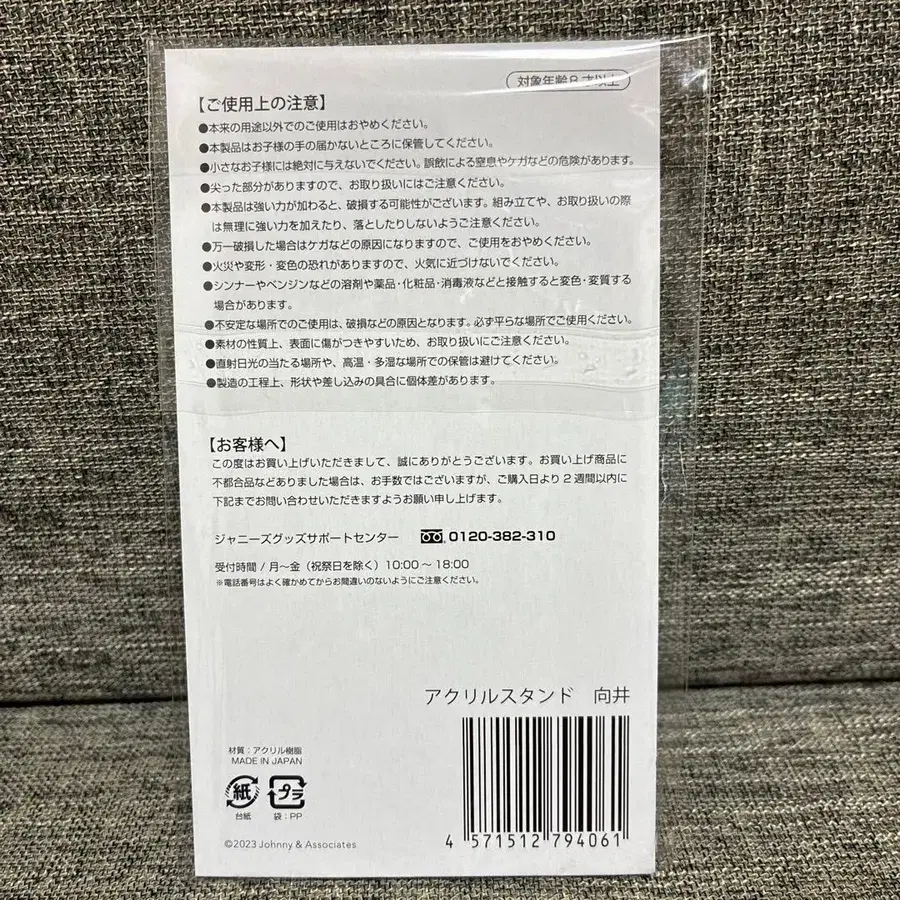 対象年齢8才以上
【ご使用上の注意】
●本来の用途以外でのご使用はおやめください。
●本製品はお子様の手の届かないところに保管してください。
●小さなお子様には絶対に与えないでください。誤飲による窒息やケガなどの危険があります。
●尖った部分がありますので、お取り扱いにはご注意ください。
●本製品は強い力が加わると、破損する可能性がございます。組み立てや、お取り扱いの際
は無理に強い力を加えたり、落としたりしないようご注意ください。
●万一破損した場合はケガなどの原因になりますので、ご使用をおやめください。
●火災や変形・変色の恐れがありますので、火気に近づけないでください。
●シンナーやベンジンなどの溶剤や薬品・化粧品・消毒液などと接触すると変色・変質する
場合があります。
●不安定な場所でのご使用は、破損などの原因となります。必ず平らな場所でご使用ください。
●素材の性質上、表面に傷がつきやすいため、お取り扱いにご注意ください。
●直射日光の当たる場所や、高温・多湿な場所での保管は避けてください。
●製造の工程上、形状や差し込みの具合に個体差があります。
【お客様へ】
この度はお買い上げいただきまして、誠にありがとうございます。お買い上げ商品に
不都合品などありました場合は、お手数ではございますが、ご購入日より2週間以内に
下記までお問い合わせいただきますようお願い申し上げます。
ジャニーズグッズサポートセンター 0120-382-310
受付時間 / 月〜金（祝祭日を除く）10:00〜18:00
※電話番号はよく確かめてからお間違いのないようにご注意ください。
アクリルスタンド 向井
材質：アクリル樹脂
MADE IN JAPAN
紙 プラ
台紙 袋：PP
4 571512 794061
©2023 Johnny & Associates